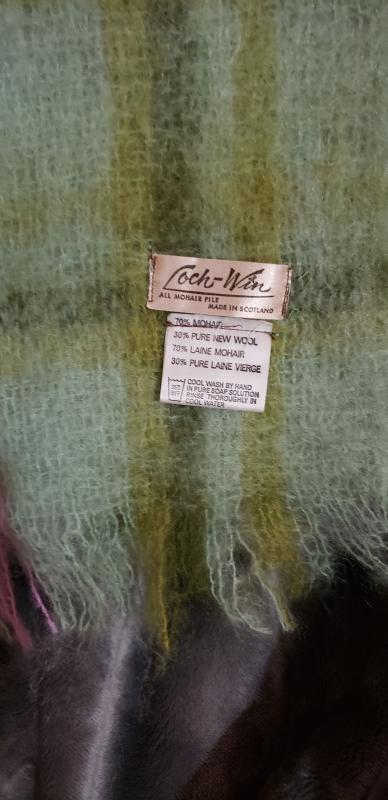 Loch-Win
ALL MOHAIR PILE
MADE IN SCOTLAND
70% MOHAIR
30% PURE NEW WOOL
70% LAINE MOHAIR
30% PURE LAINE VIERGE
COOL WASH BY HAND
IN PURE SOAP SOLUTION
RINSE THOROUGHLY IN
COOL WATER